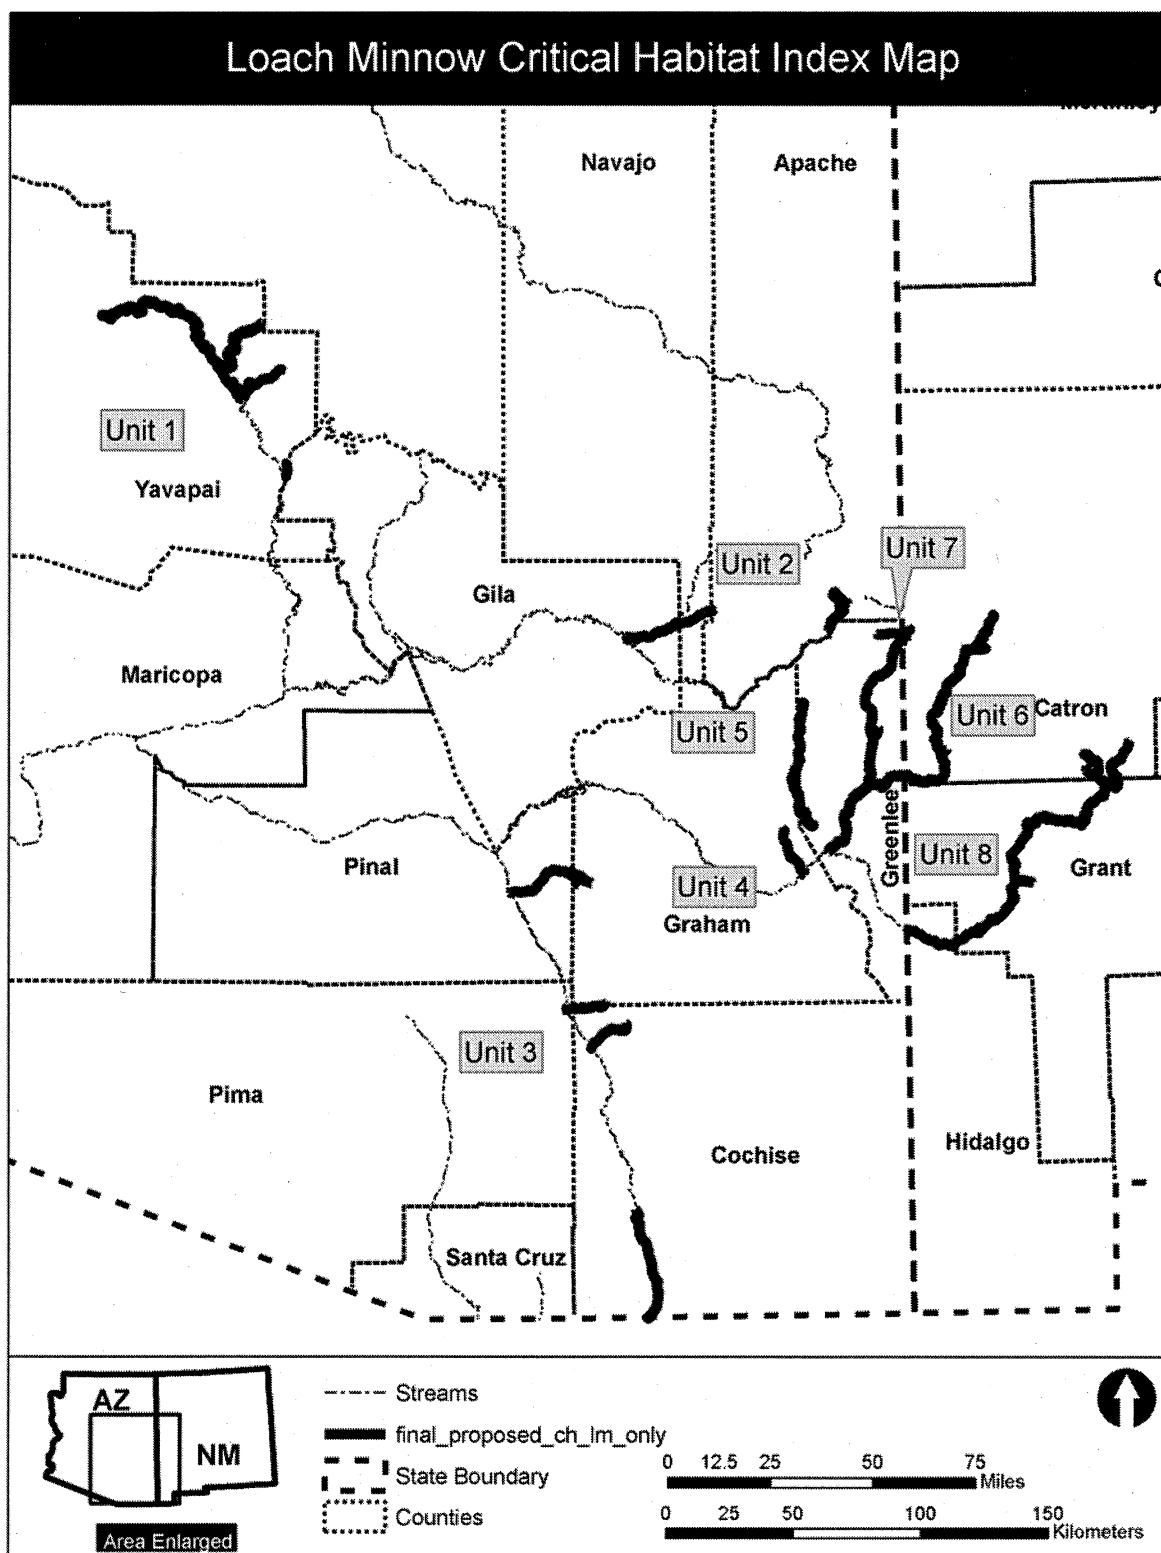 Loach Minnow Critical Habitat Index Map
Navajo
Apache
Unit 1
Yavapai
Unit 7
Unit 2
Gila
Maricopa
Unit 6
Catron
Unit 5
Greenlee
Unit 8
Pinal
Grant
Unit 4
Graham
Unit 3
Pima
Cochise
Hidalgo
Santa Cruz
AZ
NM
Area Enlarged
Streams
final_proposed_ch_lm_only
State Boundary
Counties
0 12.5 25 50 75
Miles
0 25 50 100 150
Kilometers